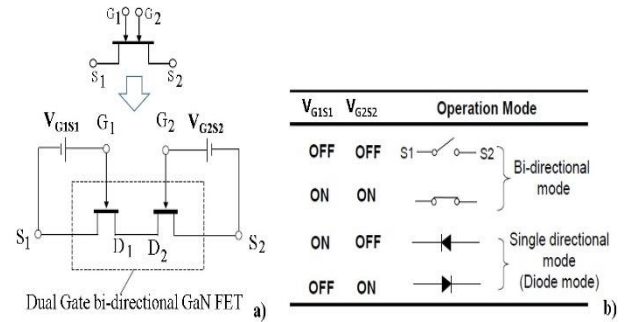 G1 G2
S1 S2
VG1S1 G1 G2 VG2S2
S1 D1 D2 S2
Dual Gate bi-directional GaN FET a)
VG1S1 VG2S2 Operation Mode
OFF OFF S1 S2
Bi-directional
mode
ON ON
ON OFF
Single directional
mode
(Diode mode)
OFF ON
b)